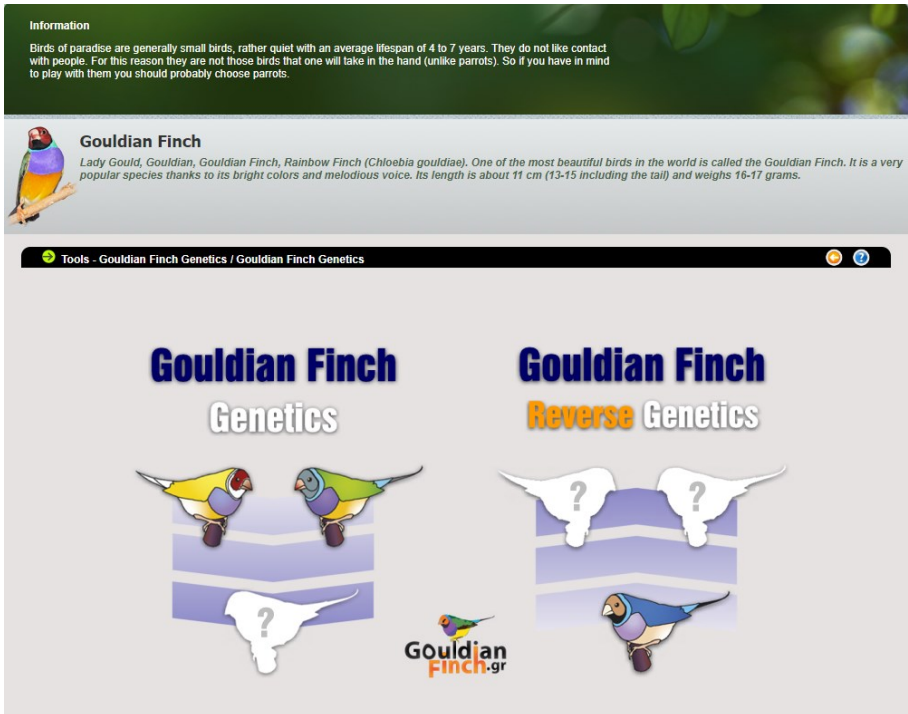 Information
Birds of paradise are generally small birds, rather quiet with an average lifespan of 4 to 7 years. They do not like contact
with people. For this reason they are not those birds that one will take in the hand (unlike parrots). So if you have in mind
to play with them you should probably choose parrots.
Gouldian Finch
Lady Gould, Gouldian, Gouldian Finch, Rainbow Finch (Chloebia gouldiae). One of the most beautiful birds in the world is called the Gouldian Finch. It is a very
popular species thanks to its bright colors and melodious voice. Its length is about 11 cm (13-15 including the tail) and weighs 16-17 grams.
Tools - Gouldian Finch Genetics / Gouldian Finch Genetics
?
Gouldian Finch
Genetics
?
Gouldian Finch
Reverse Genetics
? ?
Gouldian
Finch.gr